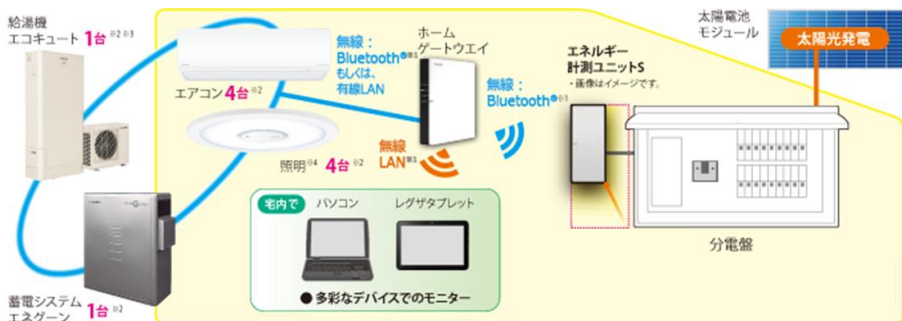 給湯機
エコキュート 1台 ※2 ※3
エアコン 4台 ※2
照明※4 4台 ※2
無線：
Bluetooth®※1
もしくは、
有線LAN
ホーム
ゲートウエイ
無線
LAN※1
無線：
Bluetooth®※1
エネルギー
計測ユニットS
・画像はイメージです。
太陽電池
モジュール
太陽光発電
分電盤
宅内で パソコン レグザタブレット
● 多彩なデバイスでのモニター
蓄電システム
エネグーン 1台 ※2